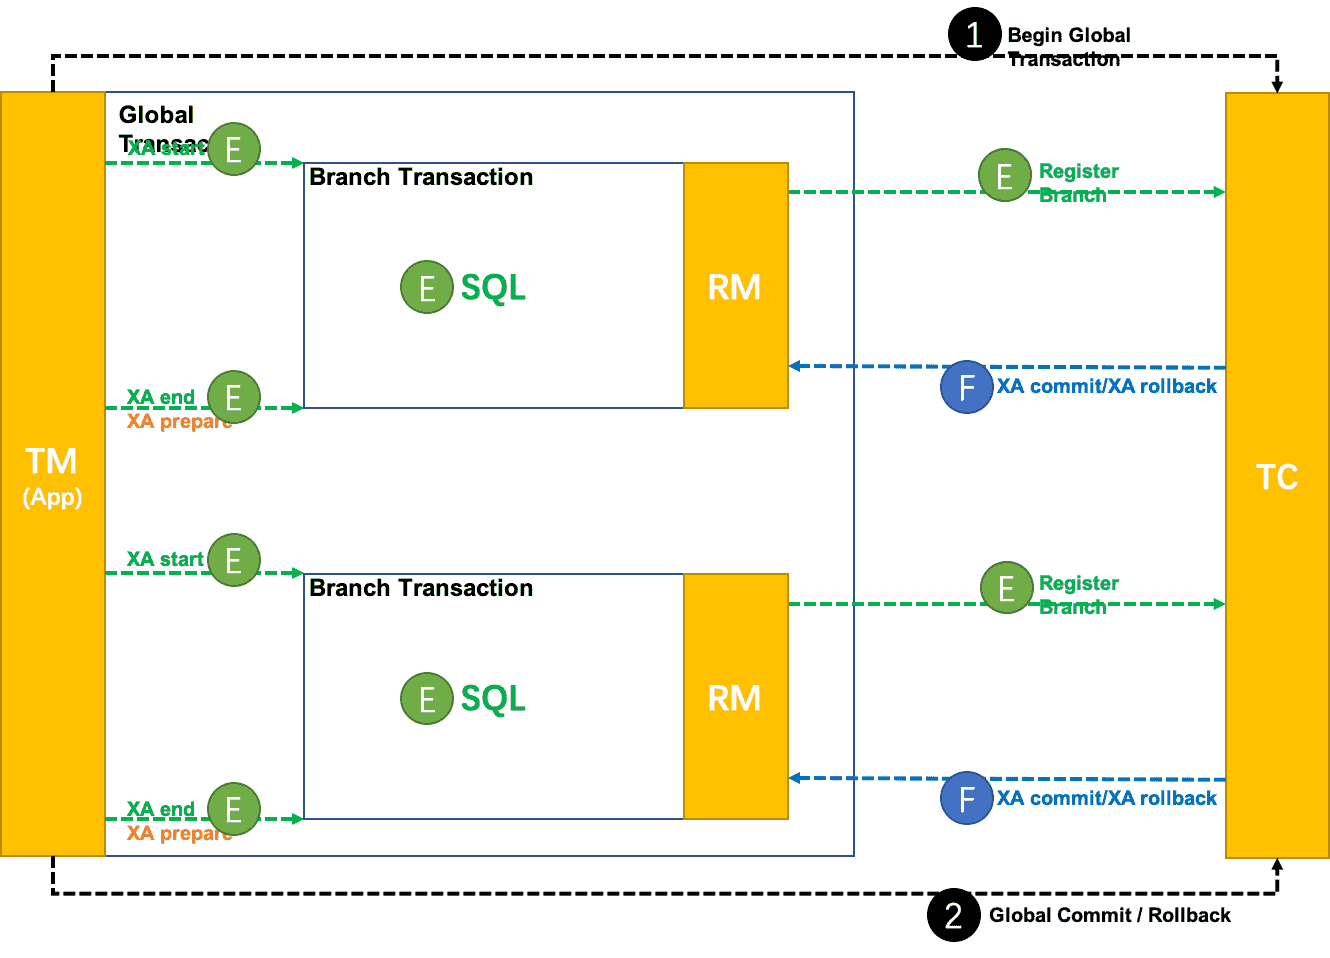 1
Begin Global
Transaction
Global
Transac
XA start
E
Branch Transaction
E
Register
Branch
E
SQL
RM
XA end
XA prepare
E
F
XA commit/XA rollback
TM
(App)
TC
XA start
E
Branch Transaction
E
Register
Branch
E
SQL
RM
XA end
XA prepare
E
F
XA commit/XA rollback
2
Global Commit / Rollback